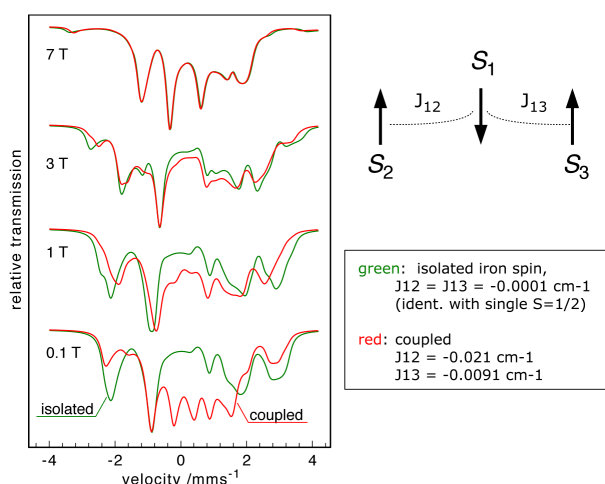 7 T
3 T
1 T
0.1 T
isolated
coupled
relative transmission
-4
-2
0
2
4
velocity /mms-1
S1
J12
J13
S2
S3
green: isolated iron spin,
J12 = J13 = -0.0001 cm-1
(ident. with single S=1/2)
red: coupled
J12 = -0.021 cm-1
J13 = -0.0091 cm-1